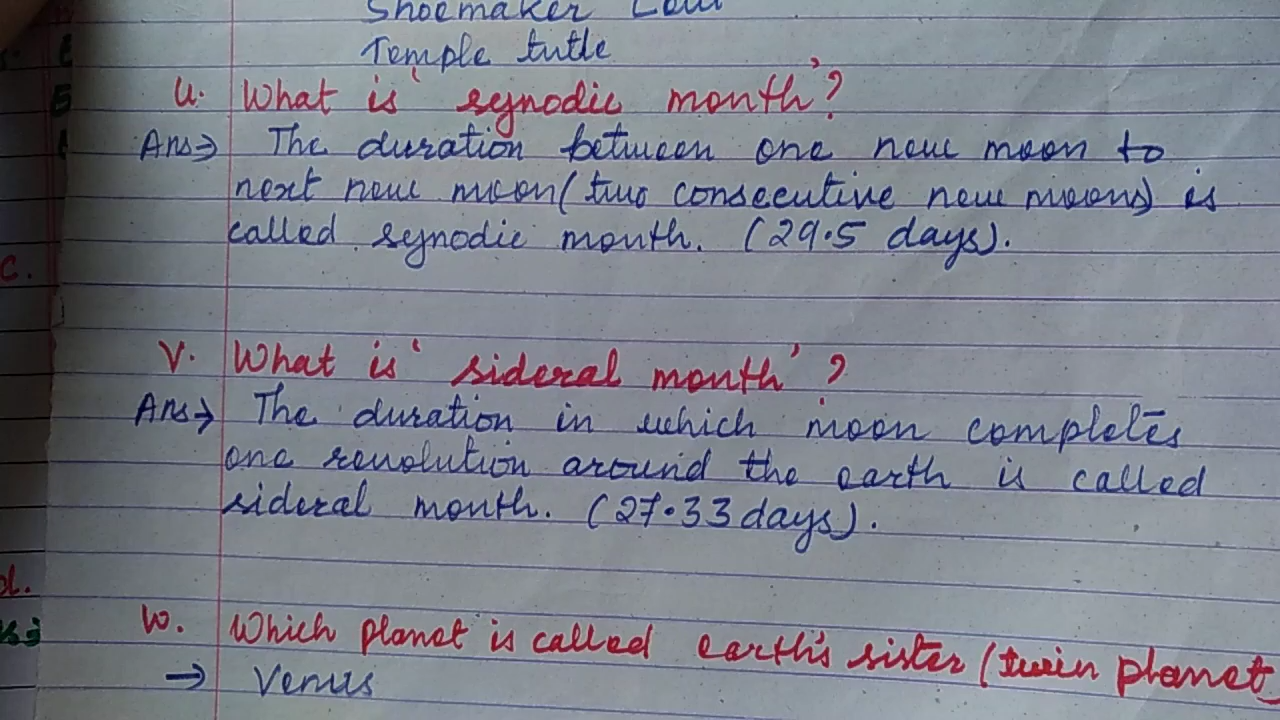 Shoemaker
Temple tutle
U. What is 'synodic month'?
Ans→ The duration between one new moon to
next new moon (two consecutive new moons) is
called synodic month. (29.5 days).
C.
V. What is 'sideral month'?
Ans→ The duration in which moon completes
one revolution around the earth is called
sideral month. (27.33 days).
d.
W. Which planet is called earth's sister (twin planet
→ Venus